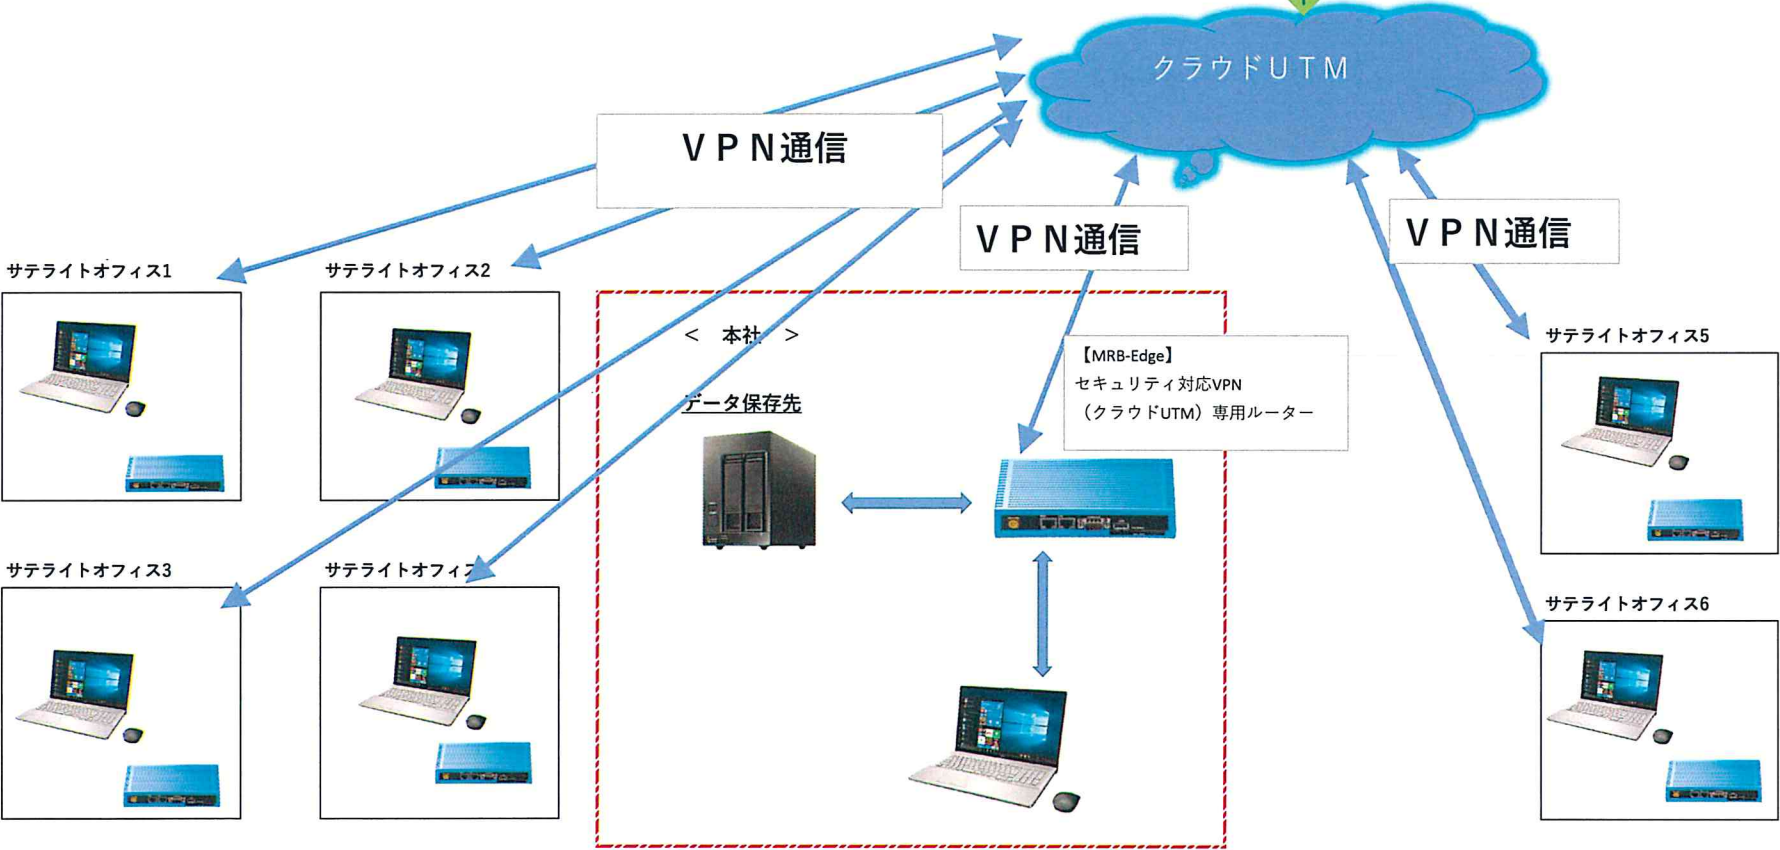 クラウドＵＴＭ
ＶＰＮ通信
ＶＰＮ通信
ＶＰＮ通信
サテライトオフィス1
サテライトオフィス2
＜　本社　＞
【MRB-Edge】
セキュリティ対応VPN
（クラウドUTM）専用ルーター
サテライトオフィス5
データ保存先
サテライトオフィス3
サテライトオフィス
サテライトオフィス6